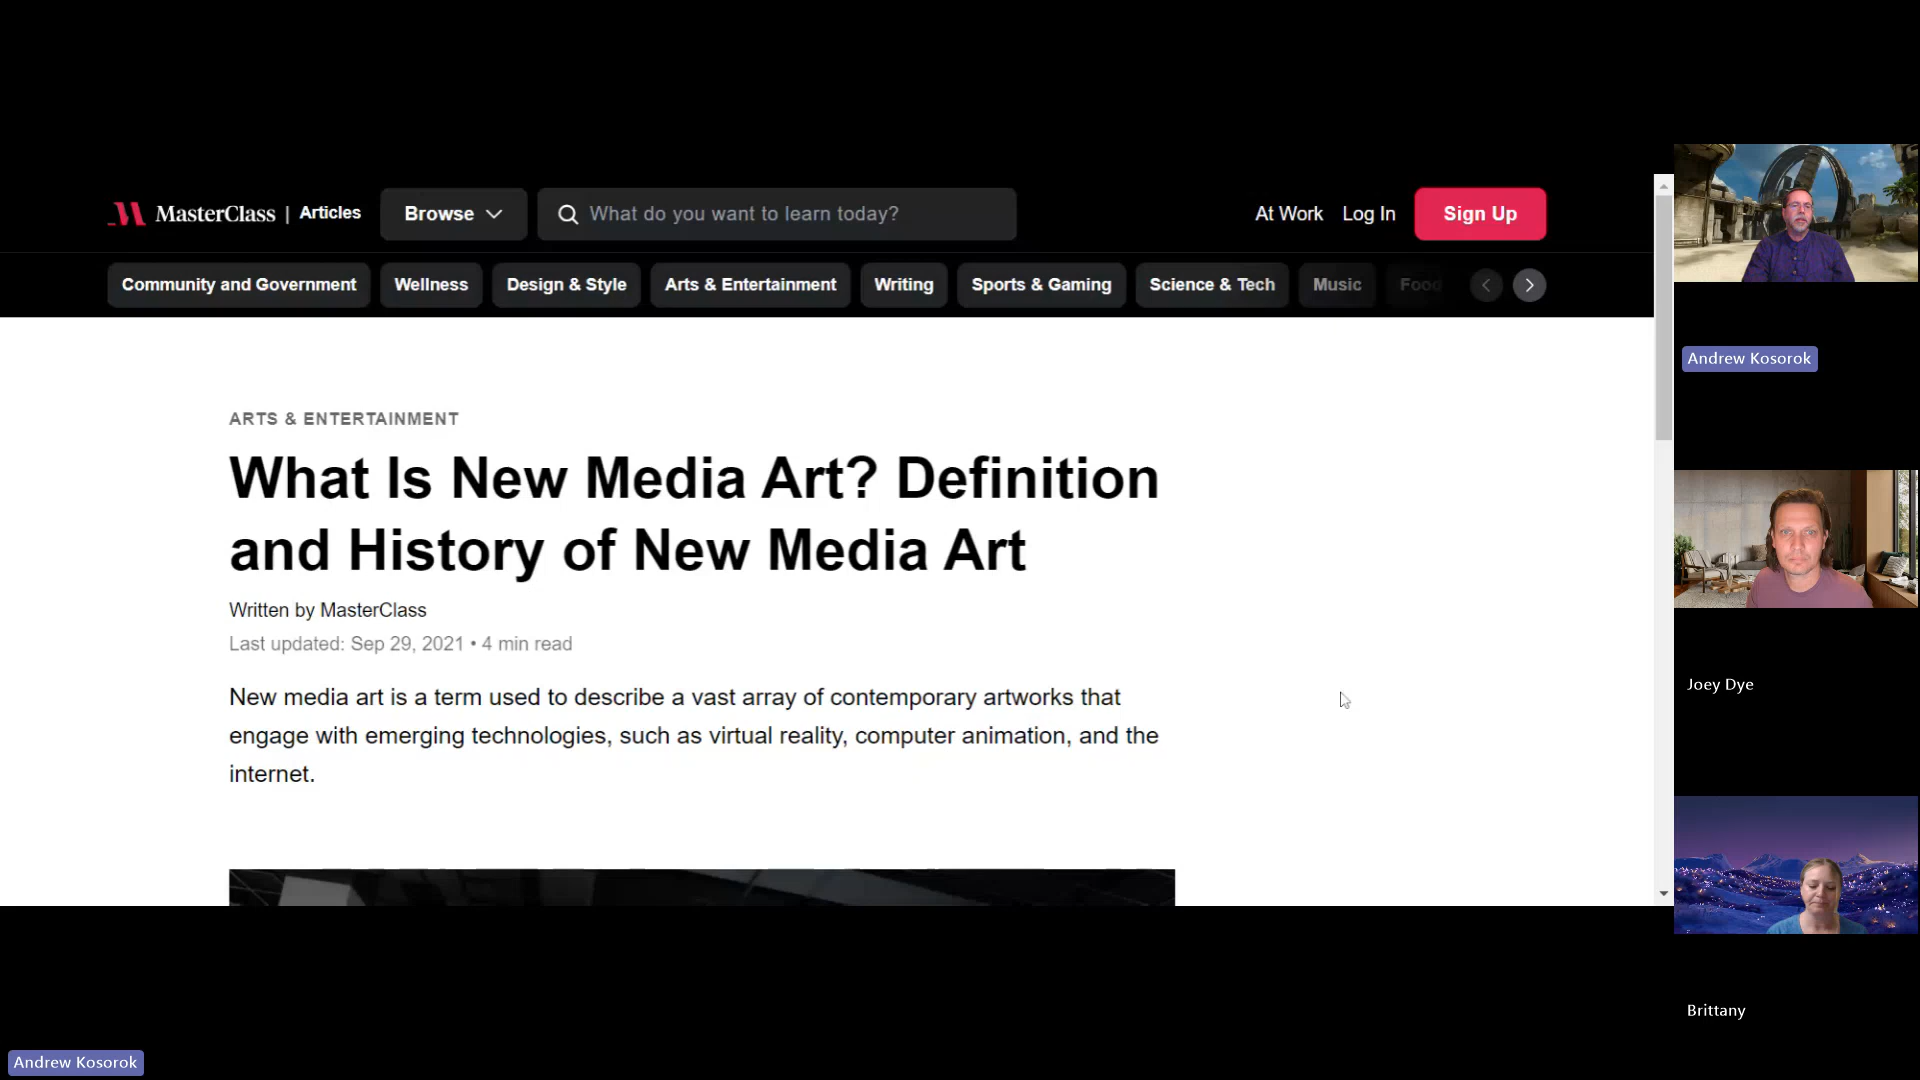 MasterClass | Articles
Browse
What do you want to learn today?
At Work
Log In
Sign Up
Community and Government
Wellness
Design & Style
Arts & Entertainment
Writing
Sports & Gaming
Science & Tech
Music
Food
ARTS & ENTERTAINMENT
What Is New Media Art? Definition
and History of New Media Art
Written by MasterClass
Last updated: Sep 29, 2021 • 4 min read
New media art is a term used to describe a vast array of contemporary artworks that
engage with emerging technologies, such as virtual reality, computer animation, and the
internet.
Andrew Kosorok
Joey Dye
Brittany
Andrew Kosorok